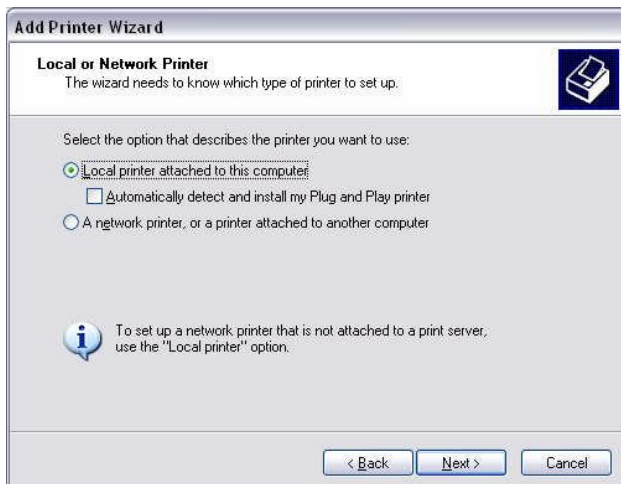 Add Printer Wizard
Local or Network Printer
The wizard needs to know which type of printer to set up.
Select the option that describes the printer you want to use:
Local printer attached to this computer
Automatically detect and install my Plug and Play printer
A network printer, or a printer attached to another computer
To set up a network printer that is not attached to a print server,
use the "Local printer" option.
< Back
Next >
Cancel